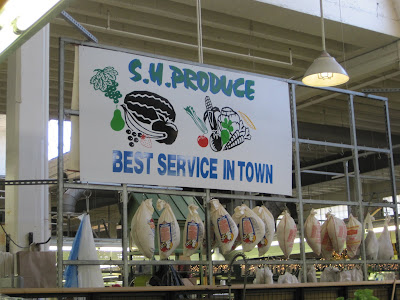 S.H. PRODUCE
BEST SERVICE IN TOWN